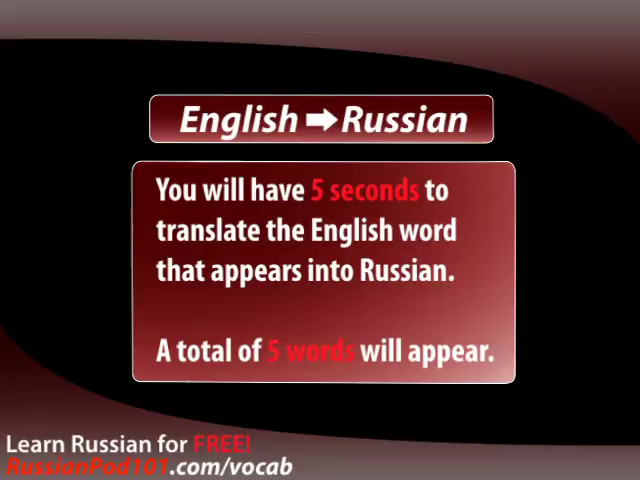 English ➡ Russian
You will have 5 seconds to
translate the English word
that appears into Russian.
A total of 5 words will appear.
Learn Russian for FREE!
RussianPod101.com/vocab